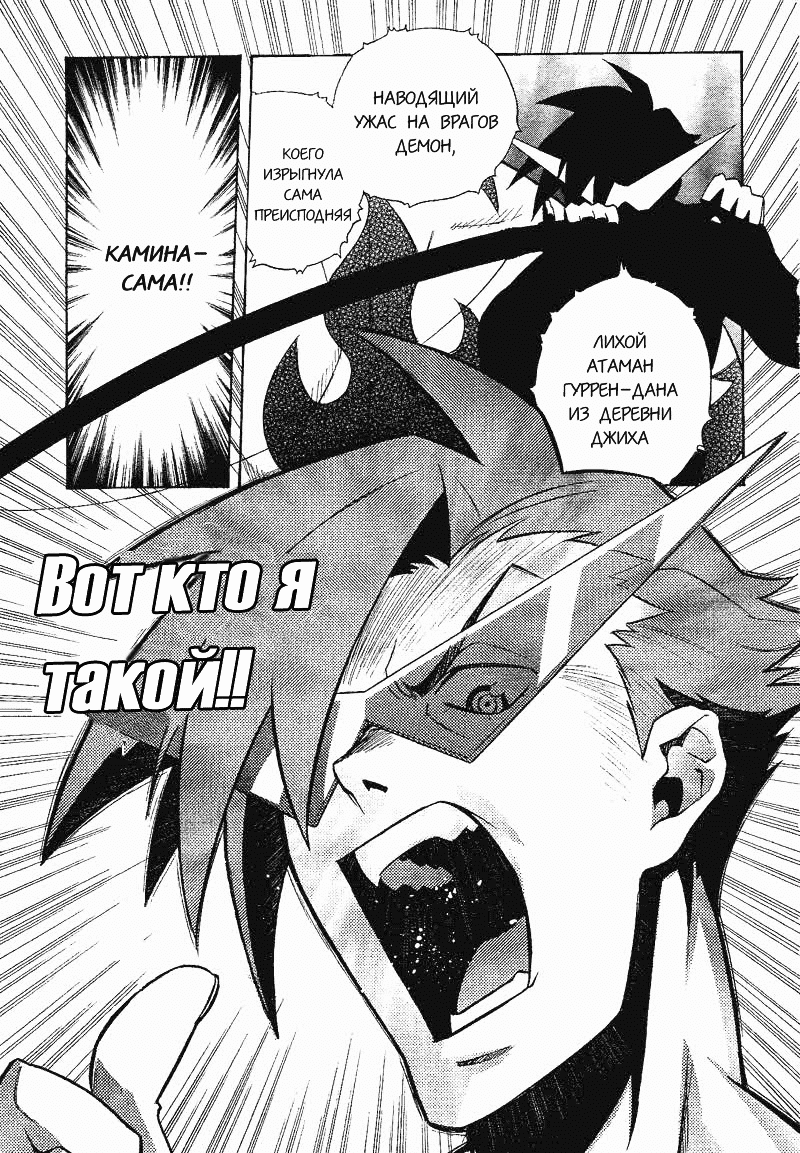 НАВОДЯЩИЙ
УЖАС НА ВРАГОВ
ДЕМОН,
КОЕГО
ИЗРЫГНУЛА
САМА
ПРЕИСПОДНЯЯ
ЛИХОЙ
АТАМАН
ГУРРЕН-ДАНА
ИЗ ДЕРЕВНИ
ДЖИХА
КАМИНА-
САМА!!
Вот кто я
такой!!